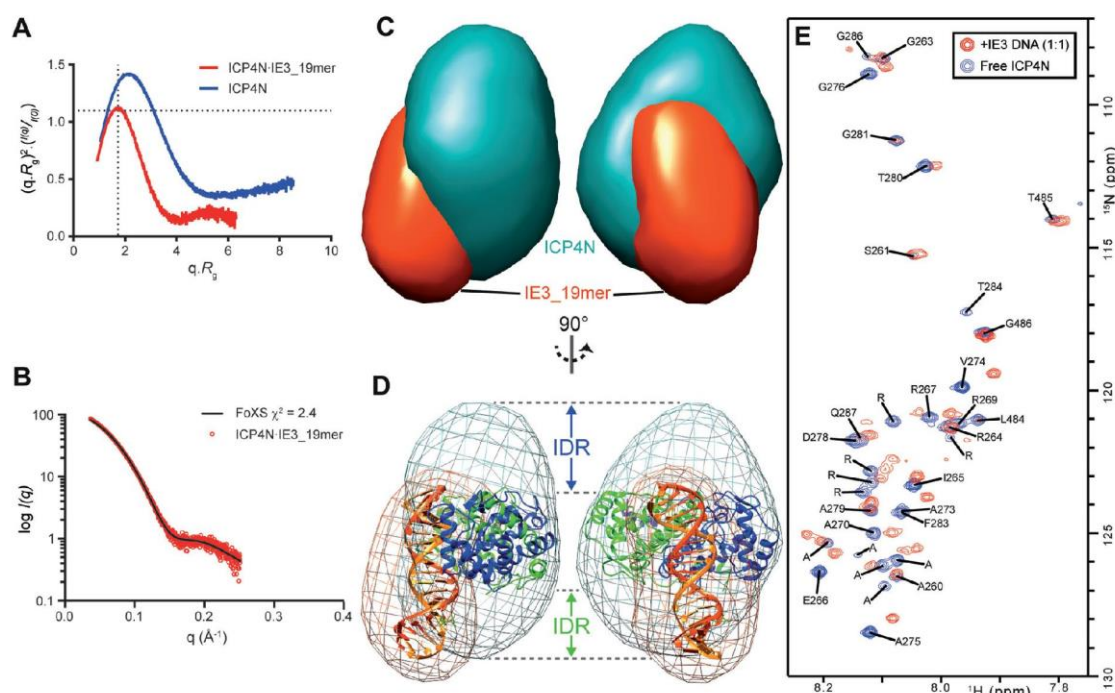 A
1.5
1.0
0.5
0.0
(q.Rg)².(I(q)/I(0))
ICP4N·IE3_19mer
ICP4N
0
2
4
6
8
10
q.Rg
B
100
10
1
0.1
log I(q)
FoXS χ² = 2.4
ICP4N·IE3_19mer
0
0.1
0.2
0.3
0.4
q (Å⁻¹)
C
ICP4N
IE3_19mer
90°
D
IDR
IDR
E
+IE3 DNA (1:1)
Free ICP4N
G286
G263
G276
G281
T280
T485
S261
T284
G486
V274
R267
R269
R
Q287
L484
D278
R264
R
R
R
I265
A279
A273
A270
F283
A
A
A
A
E266
A260
A275
110
115
120
125
130
¹⁵N (ppm)
8.2
8.0
¹H (ppm)
7.8